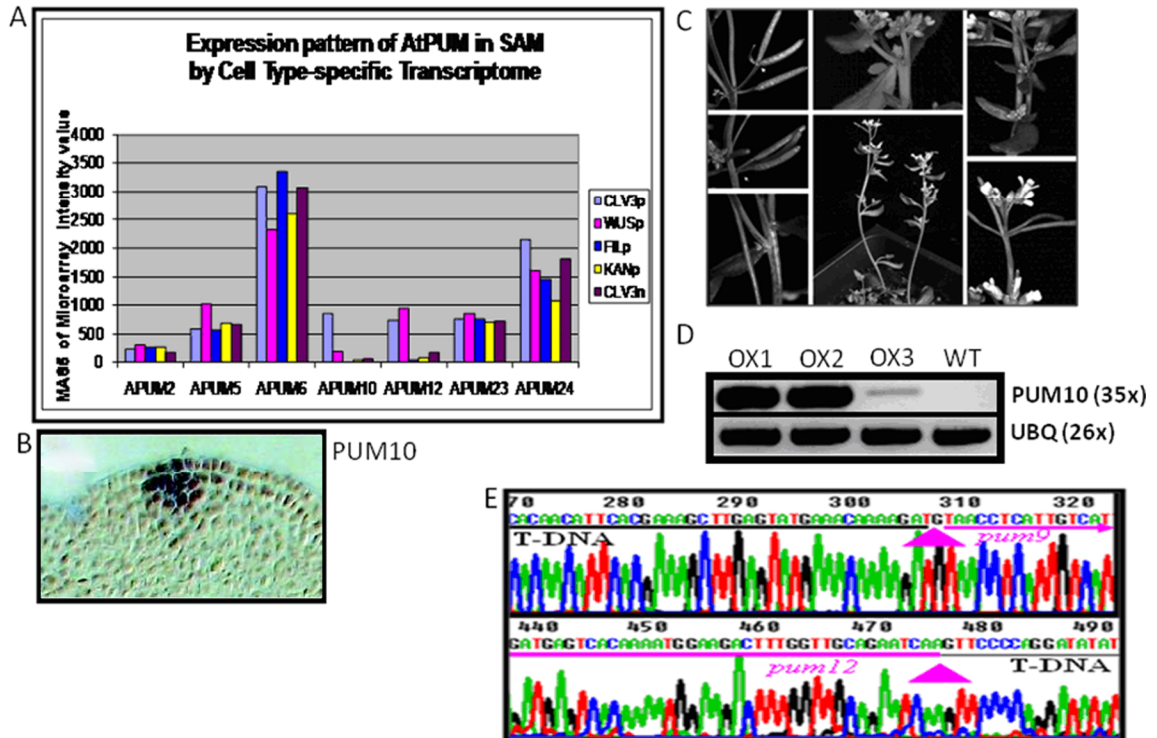 A
Expression pattern of AtPUM in SAM
by Cell Type-specific Transcriptome
MAS5 of Microarray Intensity value
4000
3500
3000
2500
2000
1500
1000
500
0
APUM2 APUM5 APUM6 APUM10 APUM12 APUM23 APUM24
CLV3p
WUSp
FILp
KANp
CLV3n
B
PUM10
C
D
OX1 OX2 OX3 WT
PUM10 (35x)
UBQ (26x)
E
70 280 290 300 310 320
CACAACATTCACGAAAGCTTGAGTATGAAACAAAAGATGTAACCTCATTGTCAT
T-DNA pum9
440 450 460 470 480 490
GATGAGTCACAAAATGGAAGACTTTGGTTGCAGAATCAAGTTCCCCAGGATATAT
pum12 T-DNA